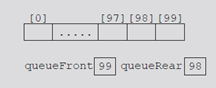 [0] [97] [98] [99]
.....
queueFront 99 queueRear 98